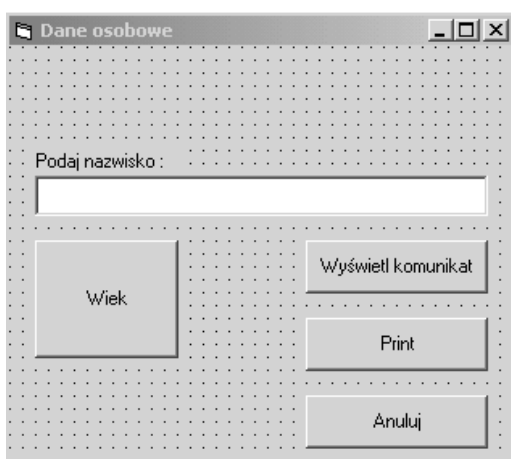 Dane osobowe
Podaj nazwisko :
Wyświetl komunikat
Wiek
Print
Anuluj